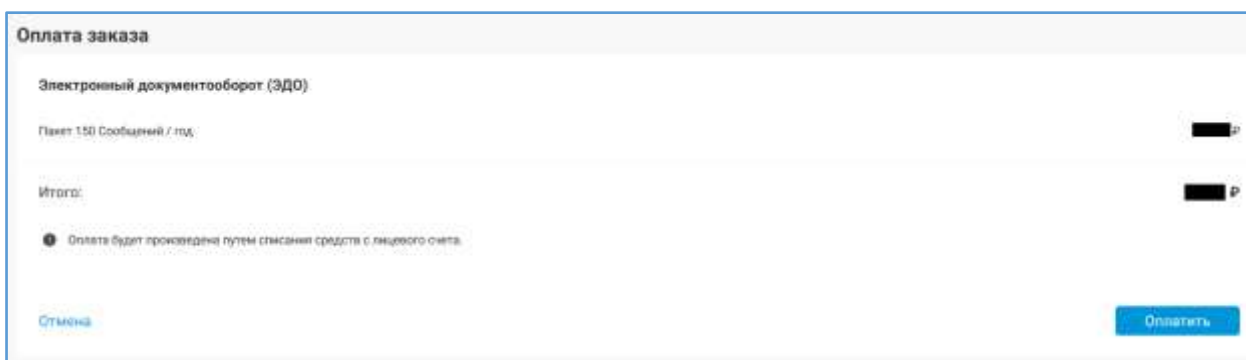 Оплата заказа
Электронный документооборот (ЭДО)
Пакет 150 Сообщений / год
₽
Итого:
₽
Оплата будет произведена путем списания средств с лицевого счета.
Отмена
Оплатить